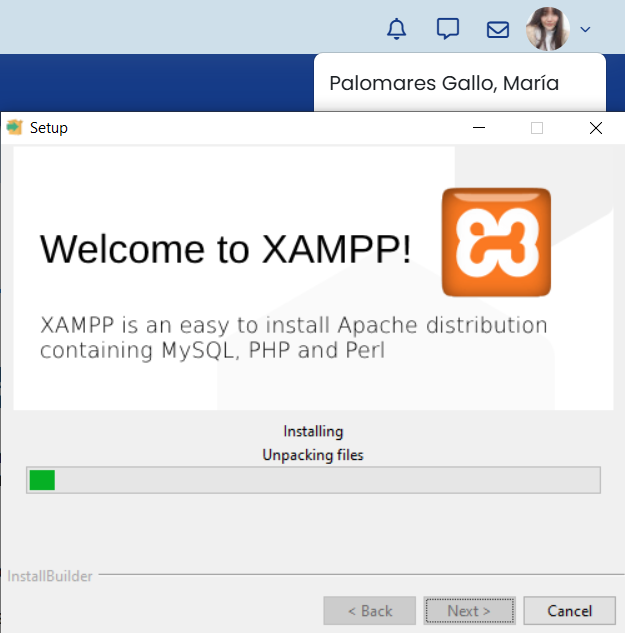 Palomares Gallo, María
Setup
Welcome to XAMPP!
XAMPP is an easy to install Apache distribution
containing MySQL, PHP and Perl
Installing
Unpacking files
InstallBuilder
< Back
Next >
Cancel